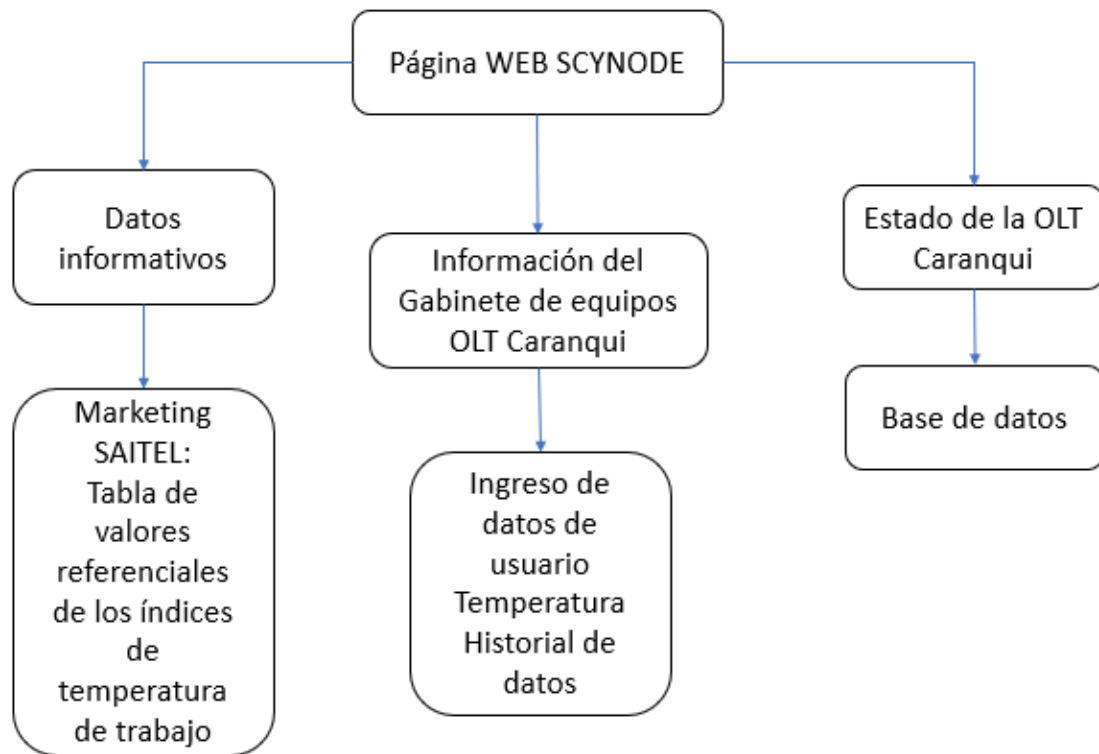 Página WEB SCYNODE
Datos
informativos
Información del
Gabinete de equipos
OLT Caranqui
Estado de la OLT
Caranqui
Marketing
SAITEL:
Tabla de
valores
referenciales
de los índices
de
temperatura
de trabajo
Ingreso de
datos de
usuario
Temperatura
Historial de
datos
Base de datos